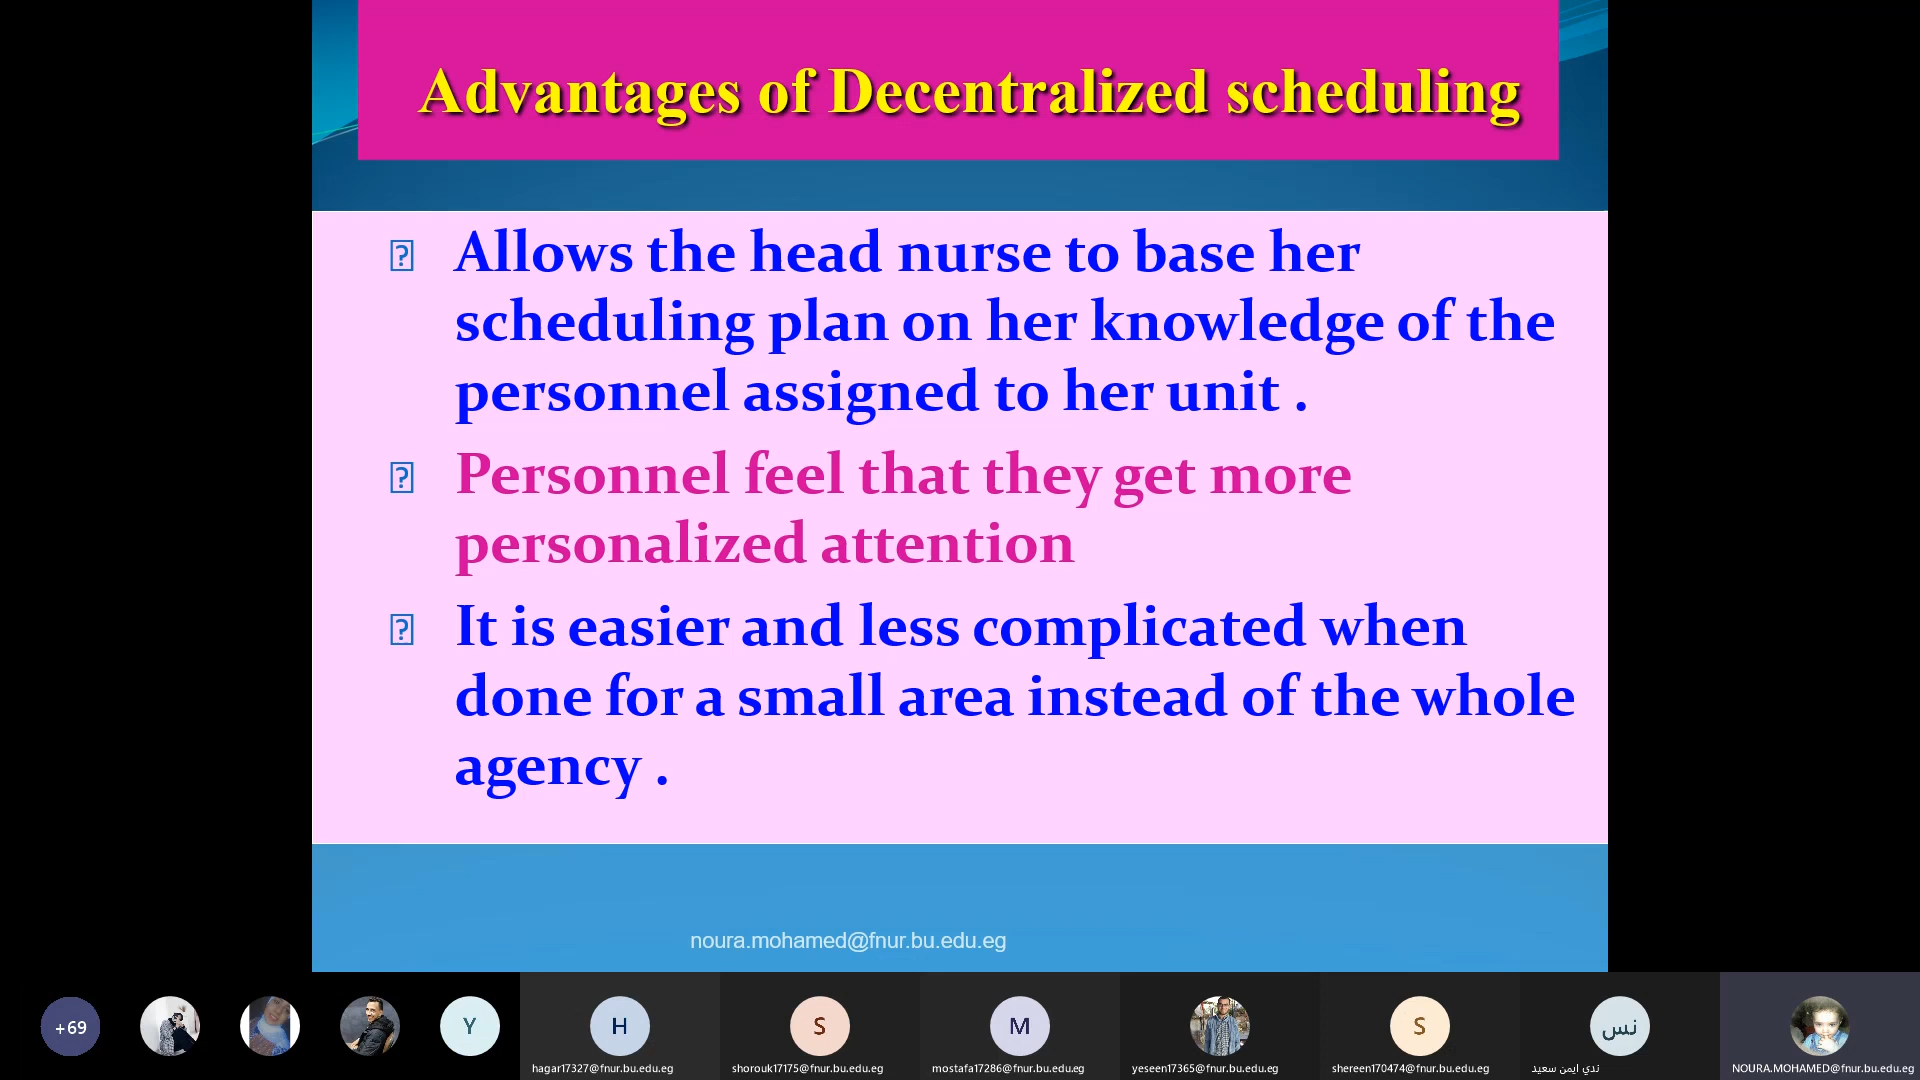 Advantages of Decentralized scheduling
Allows the head nurse to base her
scheduling plan on her knowledge of the
personnel assigned to her unit .
Personnel feel that they get more
personalized attention
It is easier and less complicated when
done for a small area instead of the whole
agency .
noura.mohamed@fnur.bu.edu.eg
+69
Y
H
S
M
S
نس
hagar17327@fnur.bu.edu.eg
shorouk17175@fnur.bu.edu.eg
mostafa17286@fnur.bu.edu.eg
yeseen17365@fnur.bu.edu.eg
shereen170474@fnur.bu.edu.eg
ندي ايمن سعيد
NOURA.MOHAMED@fnur.bu.edu.eg